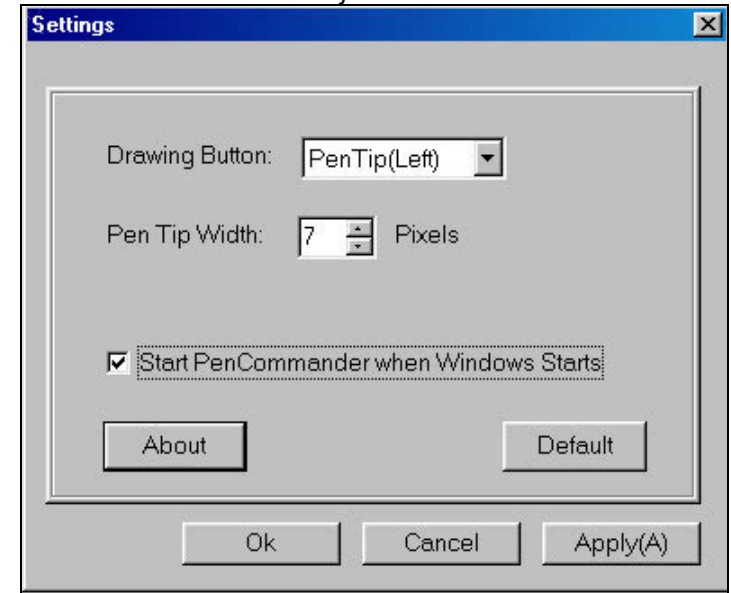 Settings
Drawing Button: PenTip(Left)
Pen Tip Width: 7 Pixels
Start PenCommander when Windows Starts
About Default
Ok Cancel Apply(A)